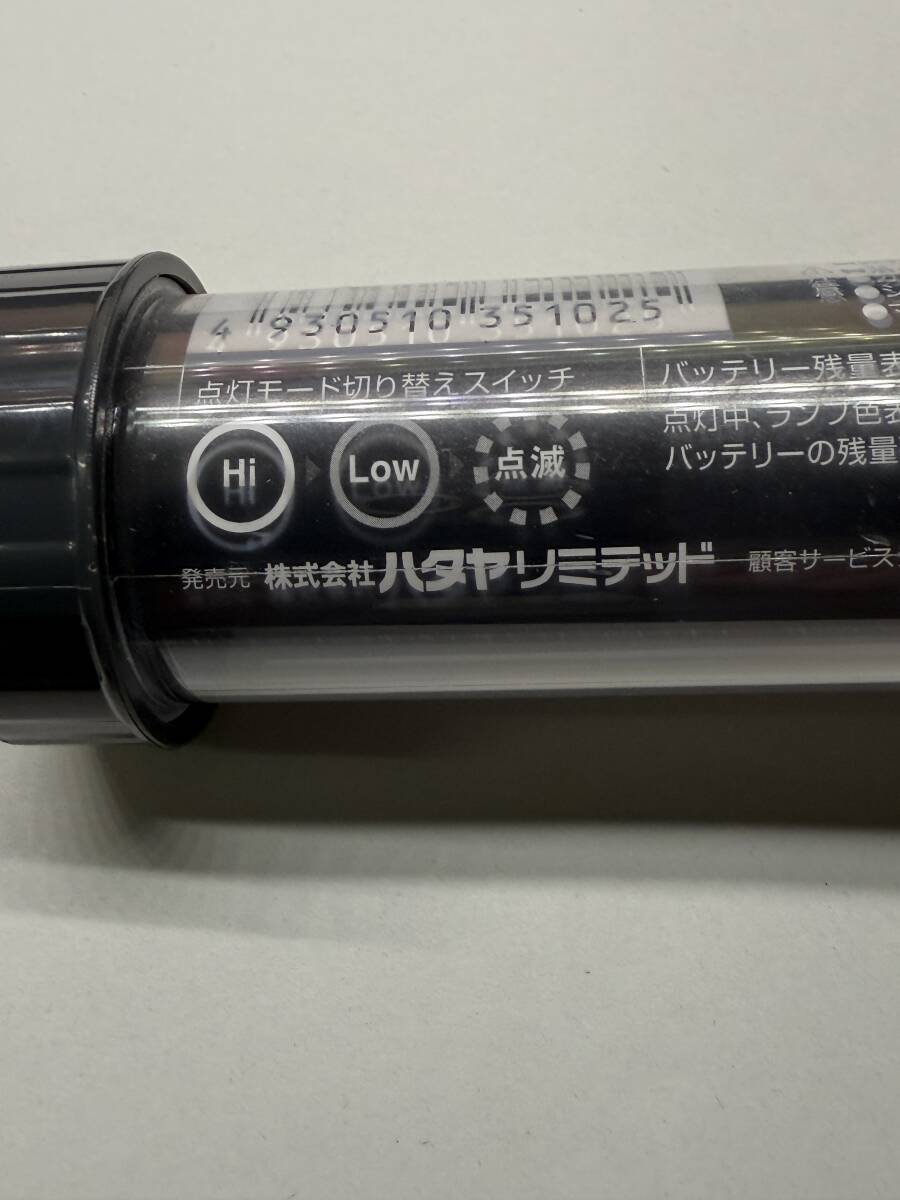 4 930510 351025
点灯モード切り替えスイッチ
Hi
Low
点滅
発売元 株式会社 ハタヤリミテッド 顧客サービス
バッテリー残量表
点灯中、ランプ色表
バッテリーの残量